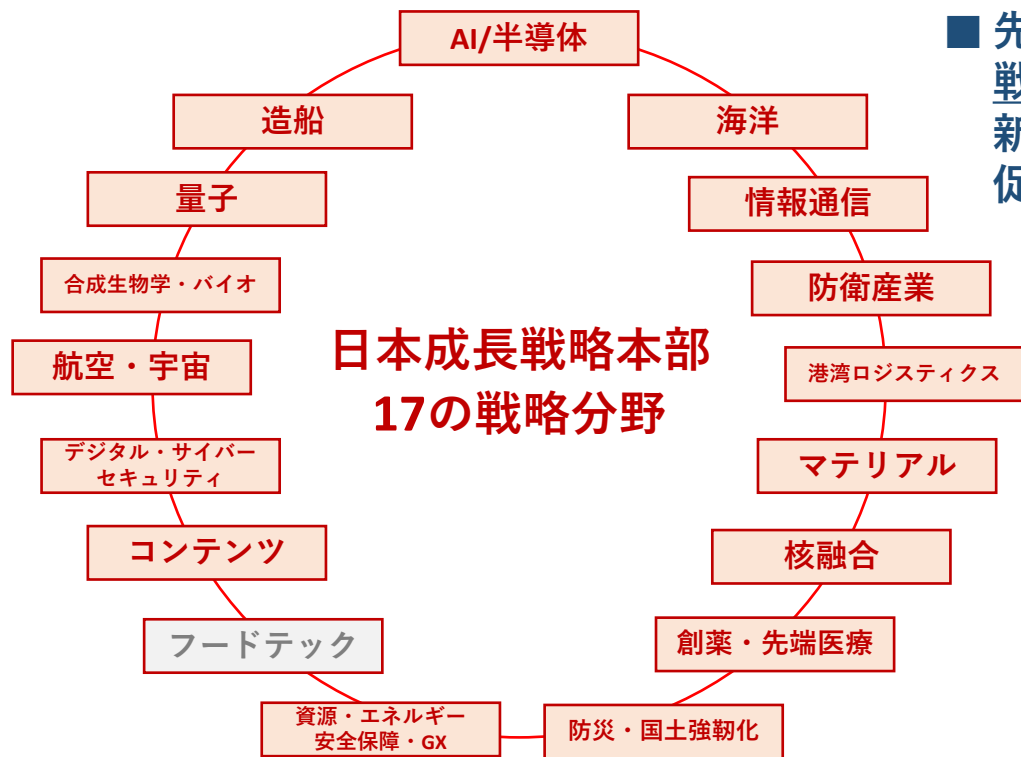 AI/半導体
造船
海洋
量子
情報通信
合成生物学・バイオ
防衛産業
航空・宇宙
港湾ロジスティクス
日本成長戦略本部
17の戦略分野
デジタル・サイバー
セキュリティ
マテリアル
コンテンツ
核融合
フードテック
創薬・先端医療
資源・エネルギー
安全保障・GX
防災・国土強靭化
■ 先
戦
新
促